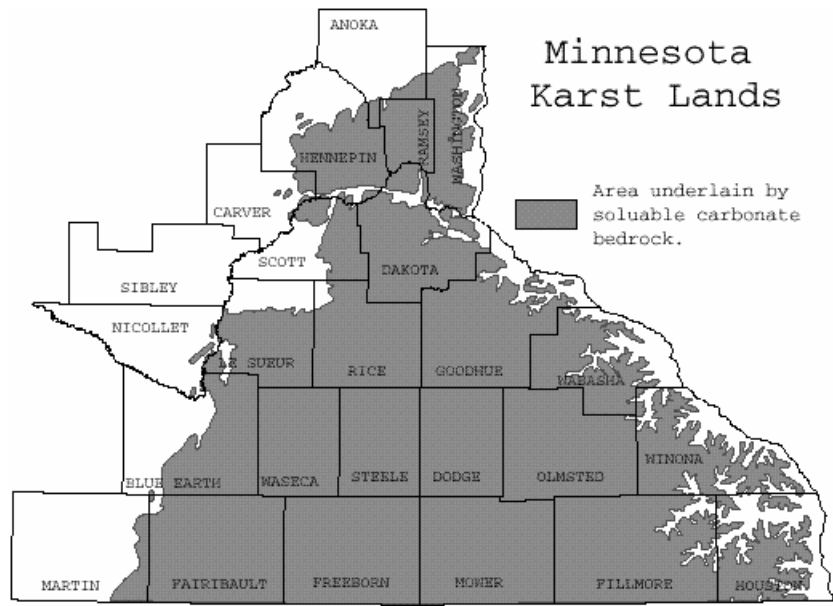 ANOKA
Minnesota
Karst Lands
HENNEPIN
RAMSEY
WASHINGTON
Area underlain by
soluable carbonate
bedrock.
CARVER
SCOTT
DAKOTA
SIBLEY
NICOLLET
LE SUEUR
RICE
GOODHUE
WABASHA
BLUE EARTH
WASECA
STEELE
DODGE
OLMSTED
WINONA
MARTIN
FAIRIBAULT
FREEBORN
MOWER
FILLMORE
HOUSTON